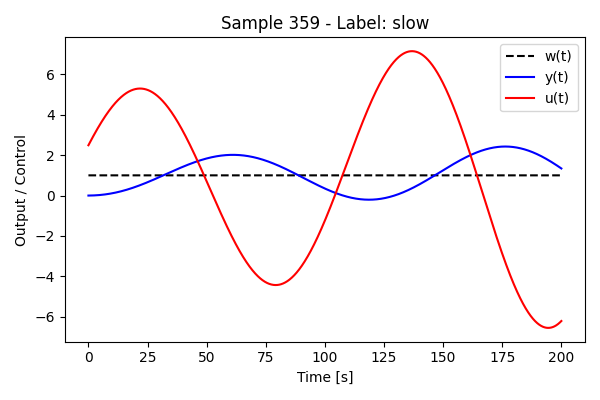 Sample 359 - Label: slow
w(t)
y(t)
u(t)
6
4
2
0
−2
−4
−6
Output / Control
0 25 50 75 100 125 150 175 200
Time [s]